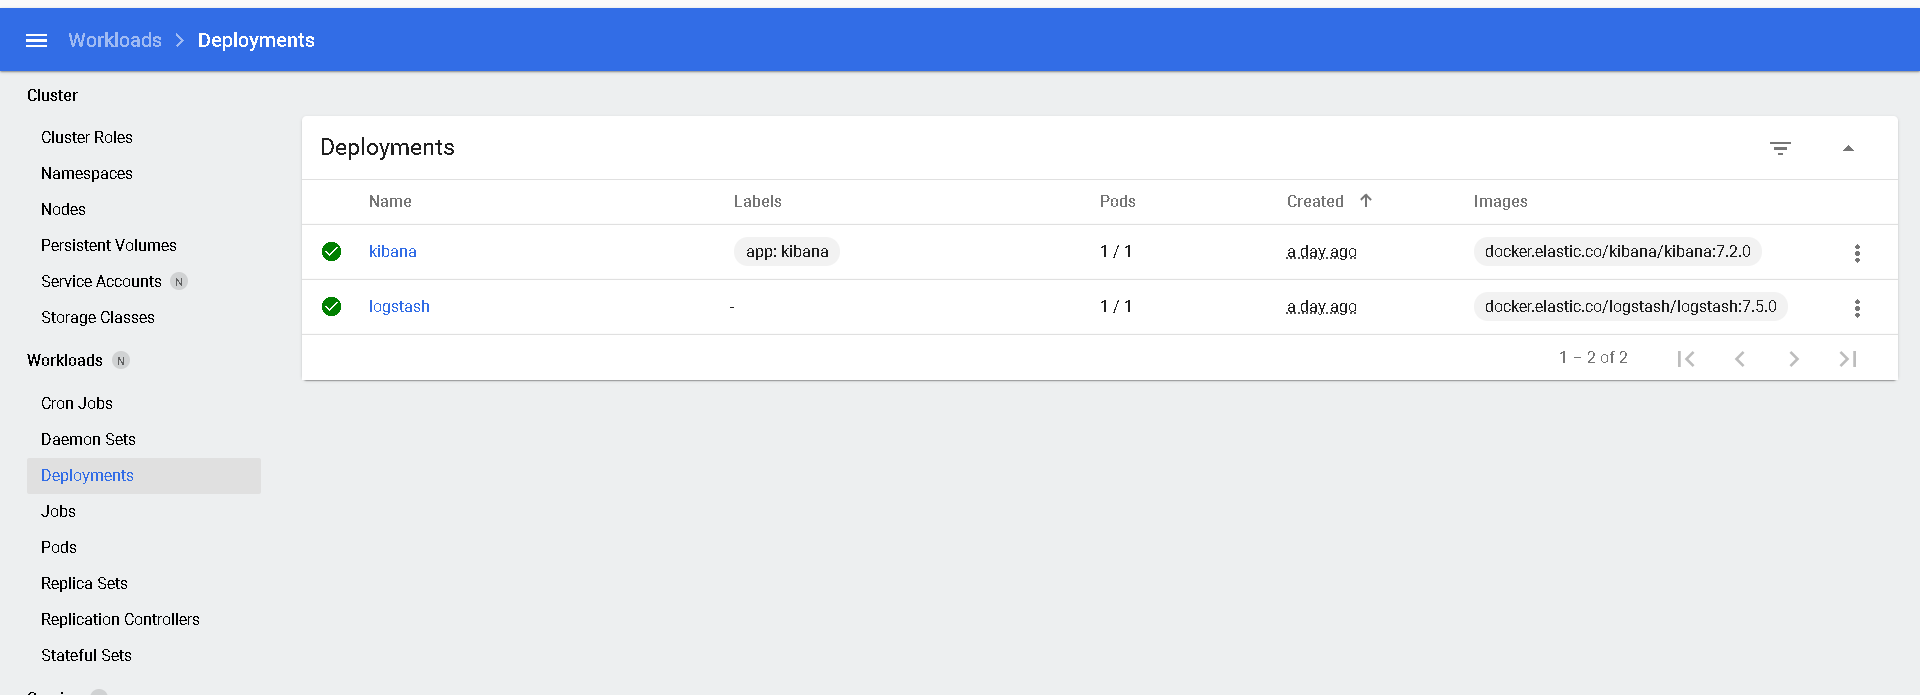 Workloads > Deployments
Cluster
Cluster Roles
Namespaces
Nodes
Persistent Volumes
Service Accounts N
Storage Classes
Workloads N
Cron Jobs
Daemon Sets
Deployments
Jobs
Pods
Replica Sets
Replication Controllers
Stateful Sets
Deployments
Name Labels Pods Created Images
kibana app: kibana 1 / 1 a day ago docker.elastic.co/kibana/kibana:7.2.0
logstash - 1 / 1 a day ago docker.elastic.co/logstash/logstash:7.5.0
1 – 2 of 2